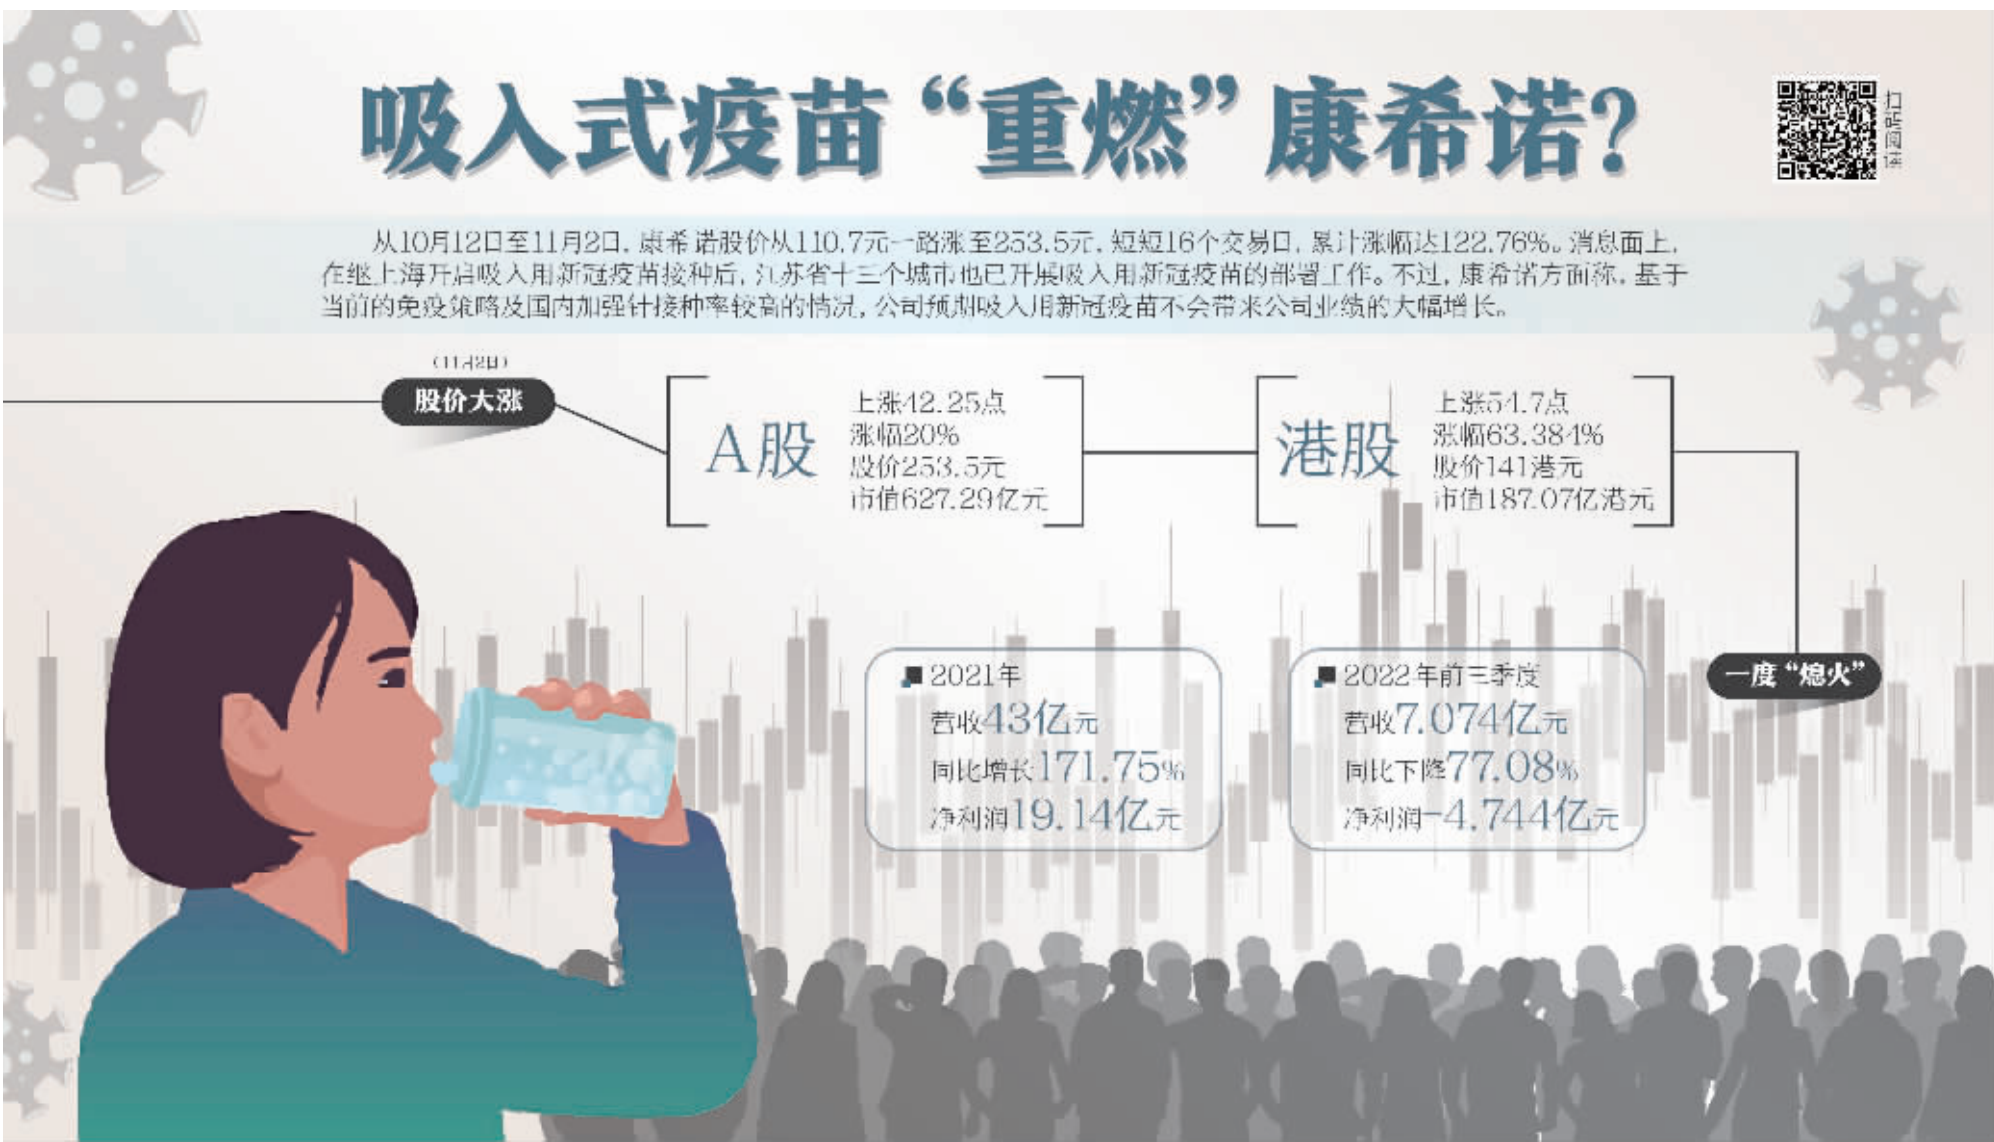 吸入式疫苗“重燃”康希诺？
扫码阅读
从10月12日至11月2日，康希诺股价从110.7元一路涨至253.5元，短短16个交易日，累计涨幅达122.76%。消息面上，
在继上海开启吸入用新冠疫苗接种后，江苏省十三个城市也已开展吸入用新冠疫苗的部署工作。不过，康希诺方面称，基于
当前的免疫策略及国内加强针接种率较高的情况，公司预期吸入用新冠疫苗不会带来公司业绩的大幅增长。
（11月2日）
股价大涨
A股
上涨42.25点
涨幅20%
股价253.5元
市值627.29亿元
港股
上涨54.7点
涨幅63.384%
股价141港元
市值187.07亿港元
一度“熄火”
2021年
营收43亿元
同比增长171.75%
净利润19.14亿元
2022年前三季度
营收7.074亿元
同比下降77.08%
净利润-4.744亿元